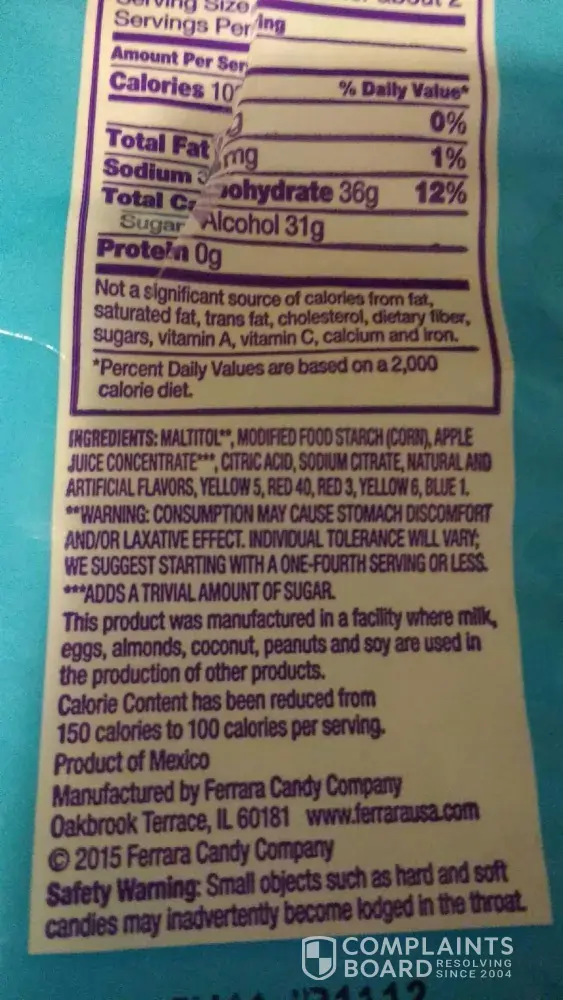 Serving Size
about 2
Servings Per ing
Amount Per Ser
Calories 10
% Daily Value*
0%
Total Fat g
Sodium 3 mg 1%
Total Ca bohydrate 36g 12%
Sugar Alcohol 31g
Protein 0g
Not a significant source of calories from fat,
saturated fat, trans fat, cholesterol, dietary fiber,
sugars, vitamin A, vitamin C, calcium and iron.
*Percent Daily Values are based on a 2,000
calorie diet.
INGREDIENTS: MALTITOL**, MODIFIED FOOD STARCH (CORN), APPLE
JUICE CONCENTRATE***, CITRIC ACID, SODIUM CITRATE, NATURAL AND
ARTIFICIAL FLAVORS, YELLOW 5, RED 40, RED 3, YELLOW 6, BLUE 1.
**WARNING: CONSUMPTION MAY CAUSE STOMACH DISCOMFORT
AND/OR LAXATIVE EFFECT. INDIVIDUAL TOLERANCE WILL VARY;
WE SUGGEST STARTING WITH A ONE-FOURTH SERVING OR LESS.
***ADDS A TRIVIAL AMOUNT OF SUGAR.
This product was manufactured in a facility where milk,
eggs, almonds, coconut, peanuts and soy are used in
the production of other products.
Calorie Content has been reduced from
150 calories to 100 calories per serving.
Product of Mexico
Manufactured by Ferrara Candy Company
Oakbrook Terrace, IL 60181 www.ferrarausa.com
© 2015 Ferrara Candy Company
Safety Warning: Small objects such as hard and soft
candies may inadvertently become lodged in the throat.
COMPLAINTS
BOARD RESOLVING SINCE 2004